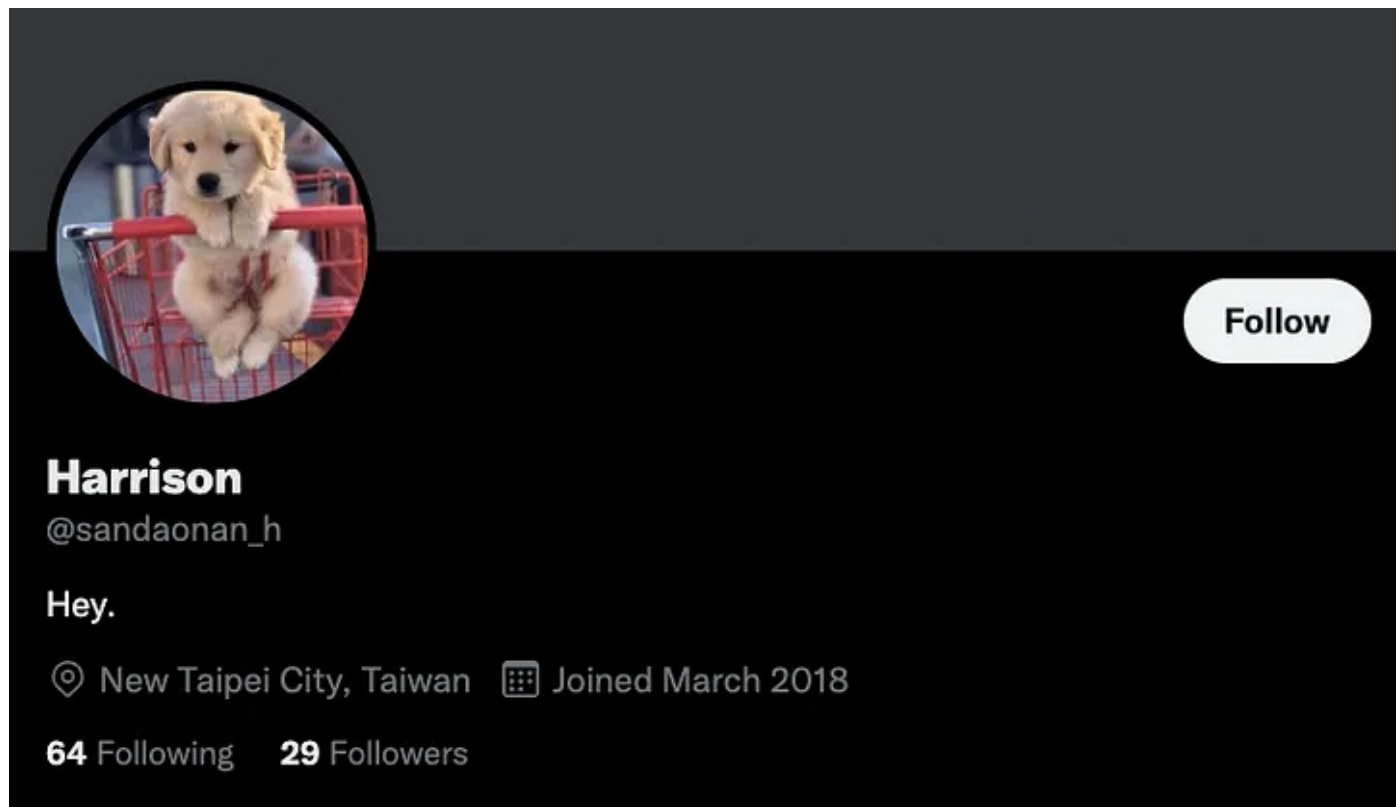 Follow
Harrison
@sandaonan_h
Hey.
New Taipei City, Taiwan Joined March 2018
64 Following 29 Followers